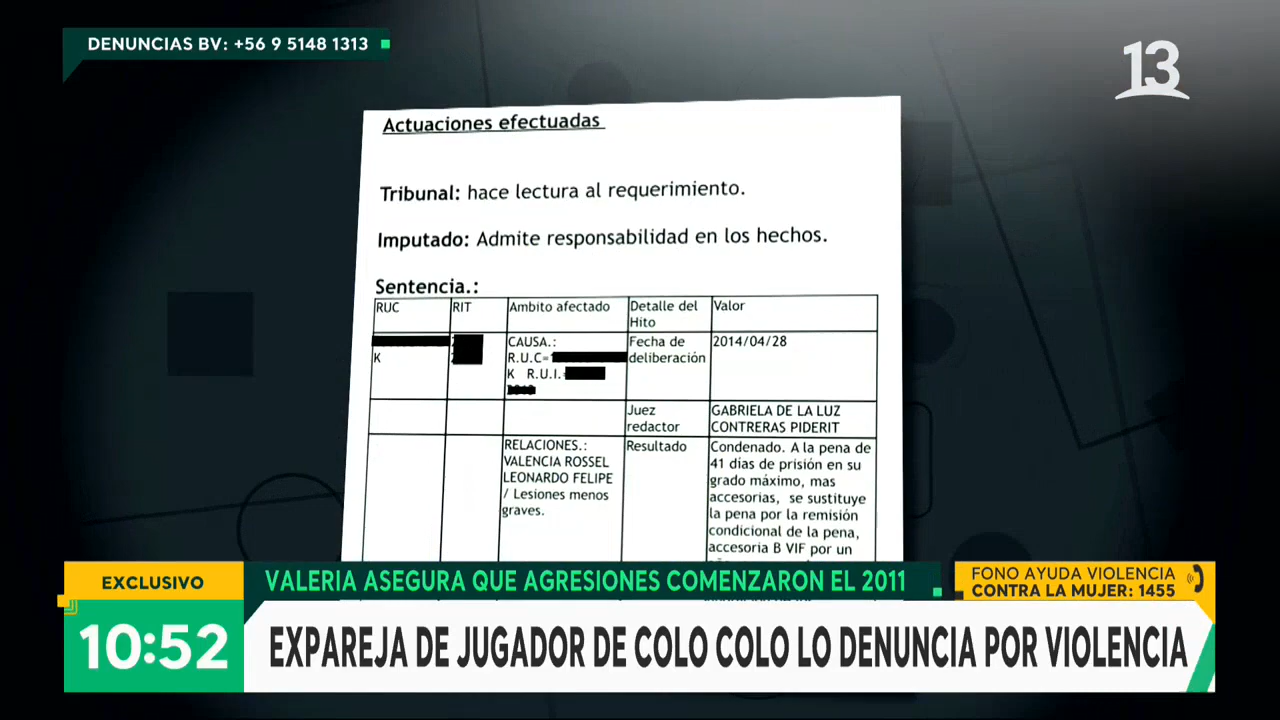 DENUNCIAS BV: +56 9 5148 1313
13
Actuaciones efectuadas
Tribunal: hace lectura al requerimiento.
Imputado: Admite responsabilidad en los hechos.
Sentencia.:
RUC
RIT
Ambito afectado
Detalle del
Hito
Valor
K
CAUSA.:
R.U.C=
K R.U.I.=
Fecha de
deliberación
2014/04/28
Juez
redactor
GABRIELA DE LA LUZ
CONTRERAS PIDERIT
RELACIONES.:
VALENCIA ROSSEL
LEONARDO FELIPE
/ Lesiones menos
graves.
Resultado
Condenado. A la pena de
41 días de prisión en su
grado máximo, mas
accesorias, se sustituye
la pena por la remisión
condicional de la pena,
accesoria B VIF por un
EXCLUSIVO
VALERIA ASEGURA QUE AGRESIONES COMENZARON EL 2011
FONO AYUDA VIOLENCIA
CONTRA LA MUJER: 1455
10:52
EXPAREJA DE JUGADOR DE COLO COLO LO DENUNCIA POR VIOLENCIA